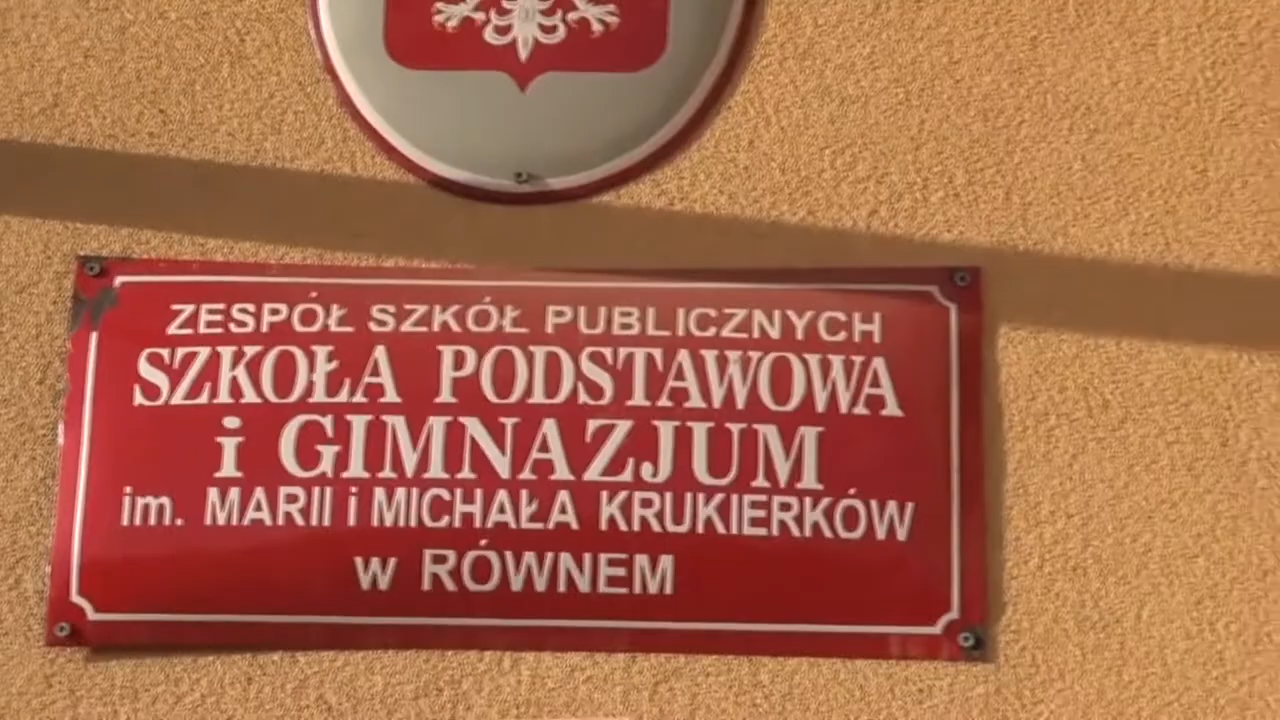 ZESPÓŁ SZKÓŁ PUBLICZNYCH
SZKOŁA PODSTAWOWA
i GIMNAZJUM
im. MARII i MICHAŁA KRUKIERKÓW
w RÓWNEM